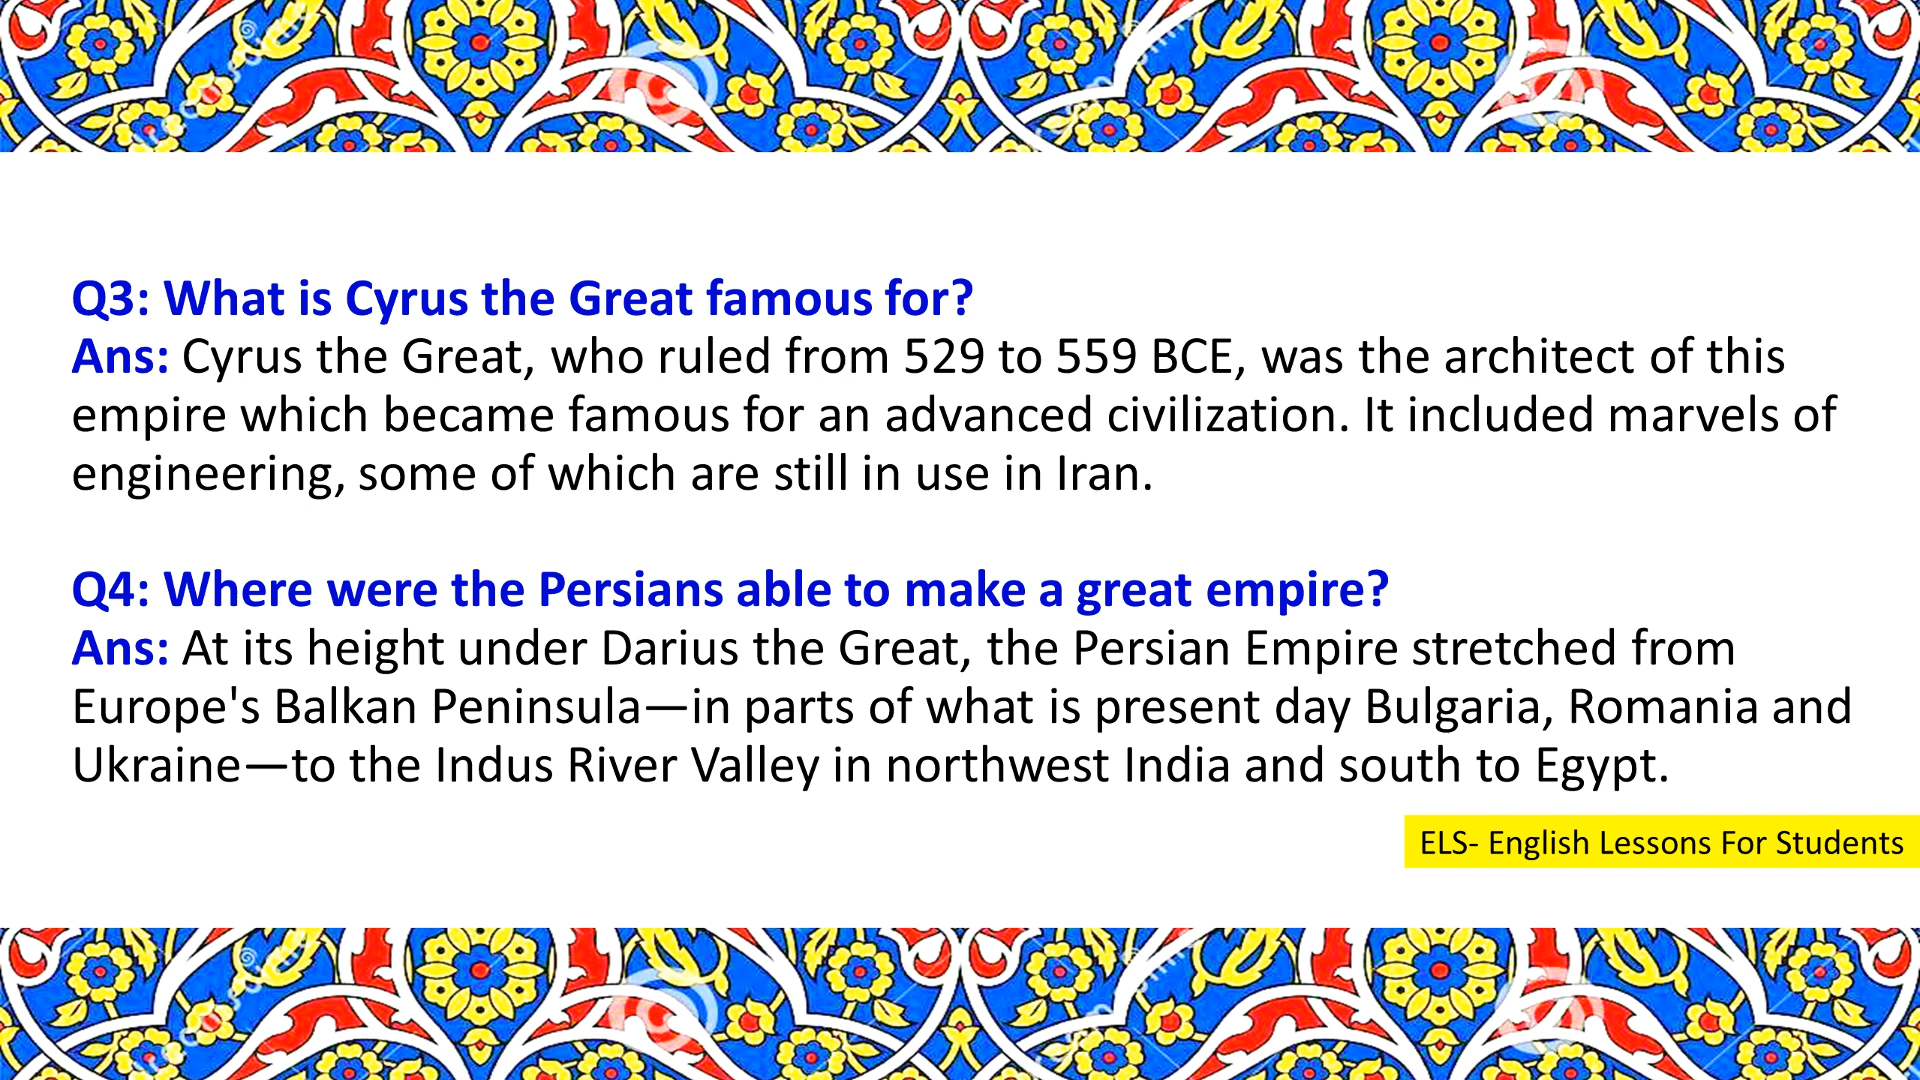 Q3: What is Cyrus the Great famous for?
Ans: Cyrus the Great, who ruled from 529 to 559 BCE, was the architect of this
empire which became famous for an advanced civilization. It included marvels of
engineering, some of which are still in use in Iran.
Q4: Where were the Persians able to make a great empire?
Ans: At its height under Darius the Great, the Persian Empire stretched from
Europe's Balkan Peninsula—in parts of what is present day Bulgaria, Romania and
Ukraine—to the Indus River Valley in northwest India and south to Egypt.
ELS- English Lessons For Students